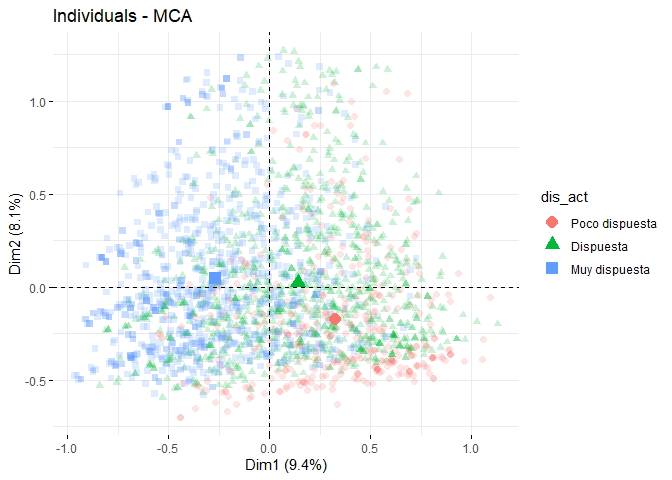 Individuals - MCA
1.0
0.5
0.0
-0.5
Dim2 (8.1%)
-1.0
-0.5
0.0
0.5
1.0
Dim1 (9.4%)
dis_act
Poco dispuesta
Dispuesta
Muy dispuesta